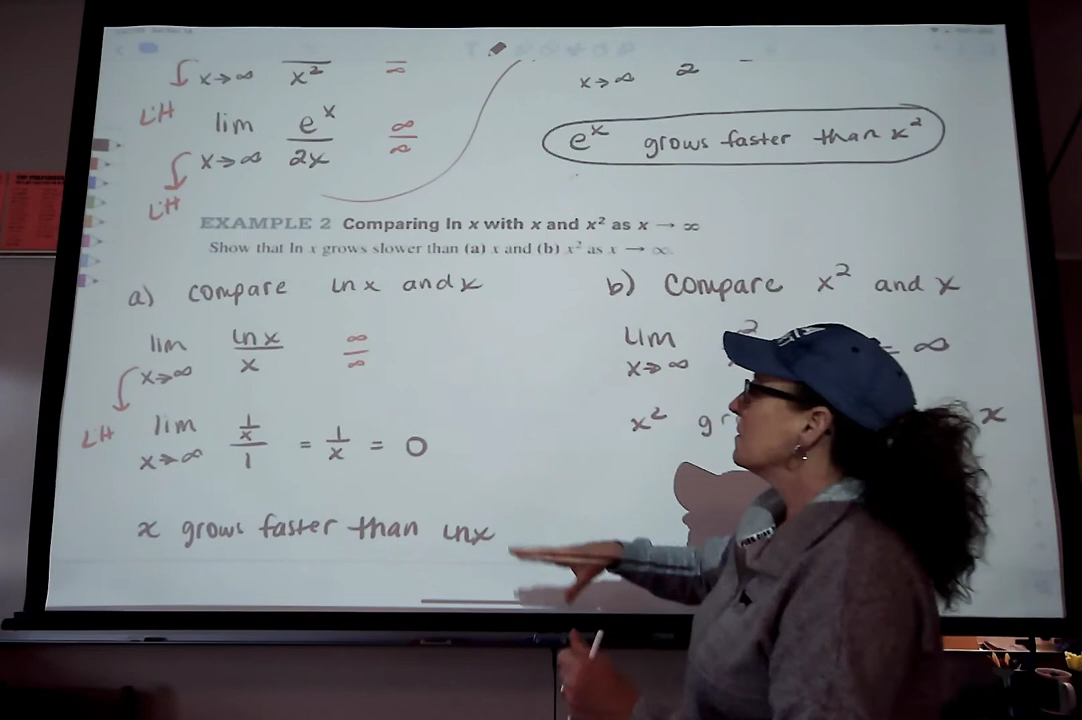 x→∞ x² ∞
L'H
lim e^x/2x ∞/∞
x→∞
L'H
x→∞ 2
e^x grows faster than x²
EXAMPLE 2 Comparing ln x with x and x² as x → ∞
Show that ln x grows slower than (a) x and (b) x² as x → ∞.
a) compare ln x and x
lim ln x/x ∞/∞
x→∞
L'H
lim (1/x)/1 = 1/x = 0
x→∞
x grows faster than ln x
b) Compare x² and x
Lim 2 = ∞
x→∞
x² gr x